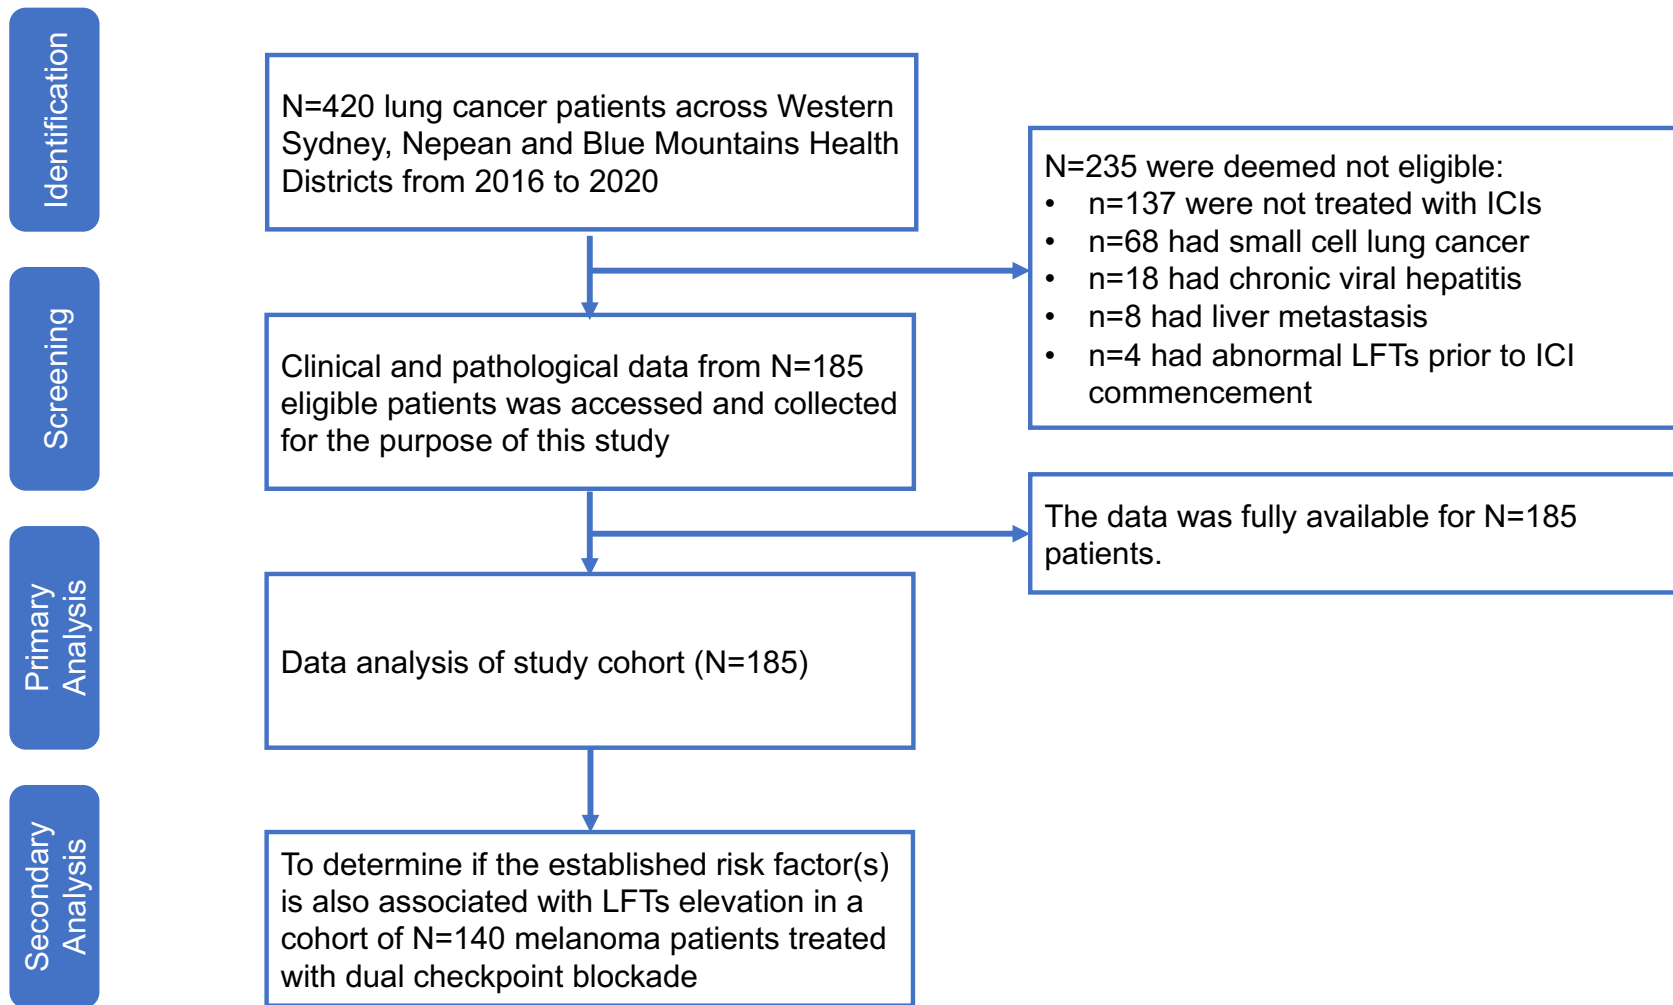 Identification
N=420 lung cancer patients across Western
Sydney, Nepean and Blue Mountains Health
Districts from 2016 to 2020
N=235 were deemed not eligible:
• n=137 were not treated with ICIs
• n=68 had small cell lung cancer
• n=18 had chronic viral hepatitis
• n=8 had liver metastasis
• n=4 had abnormal LFTs prior to ICI
commencement
Screening
Clinical and pathological data from N=185
eligible patients was accessed and collected
for the purpose of this study
The data was fully available for N=185
patients.
Primary
Analysis
Data analysis of study cohort (N=185)
Secondary
Analysis
To determine if the established risk factor(s)
is also associated with LFTs elevation in a
cohort of N=140 melanoma patients treated
with dual checkpoint blockade